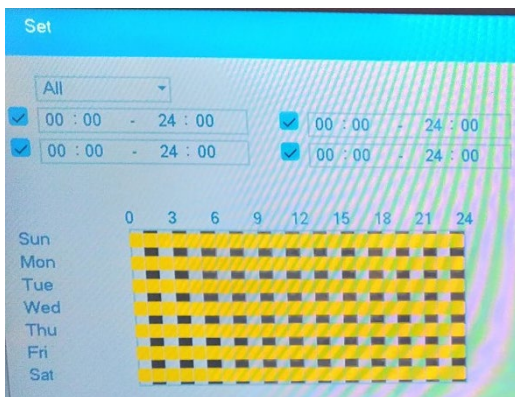 Set
All
00 : 00 - 24 : 00 00 : 00 - 24 : 00
00 : 00 - 24 : 00 00 : 00 - 24 : 00
0 3 6 9 12 15 18 21 24
Sun
Mon
Tue
Wed
Thu
Fri
Sat